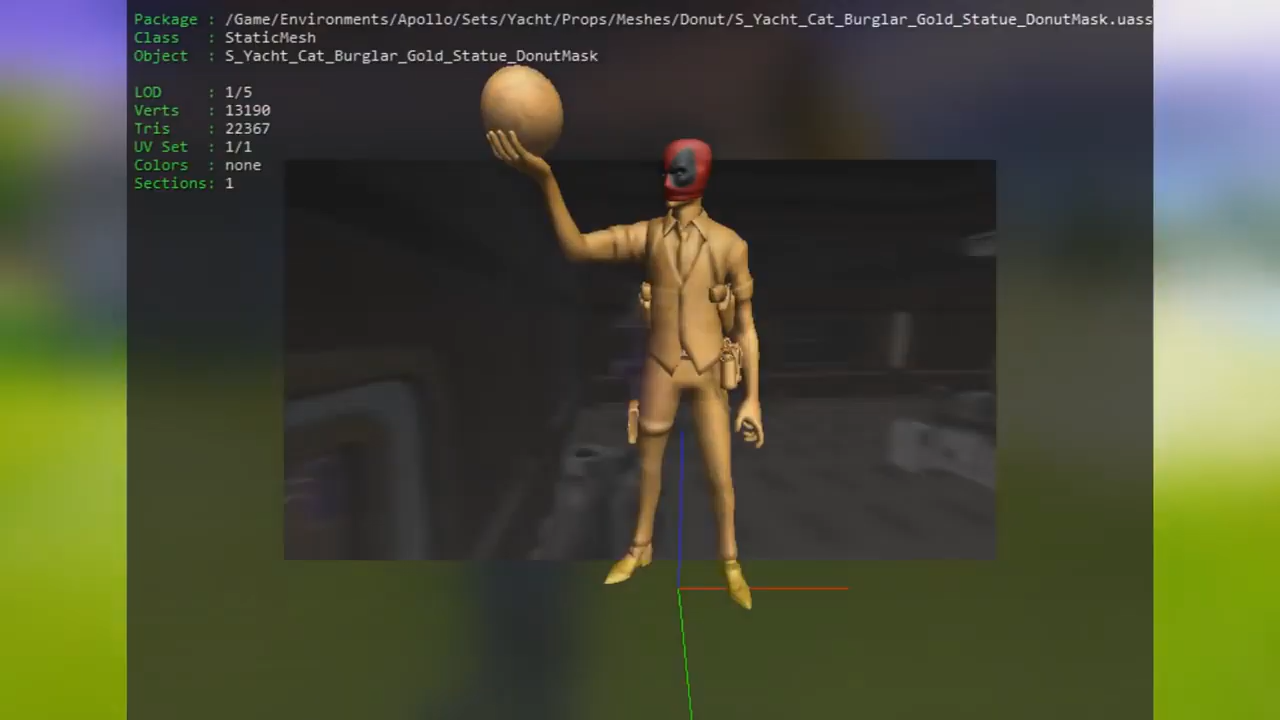 Package : /Game/Environments/Apollo/Sets/Yacht/Props/Meshes/Donut/S_Yacht_Cat_Burglar_Gold_Statue_DonutMask.uass
Class : StaticMesh
Object : S_Yacht_Cat_Burglar_Gold_Statue_DonutMask
LOD : 1/5
Verts : 13190
Tris : 22367
UV Set : 1/1
Colors : none
Sections: 1